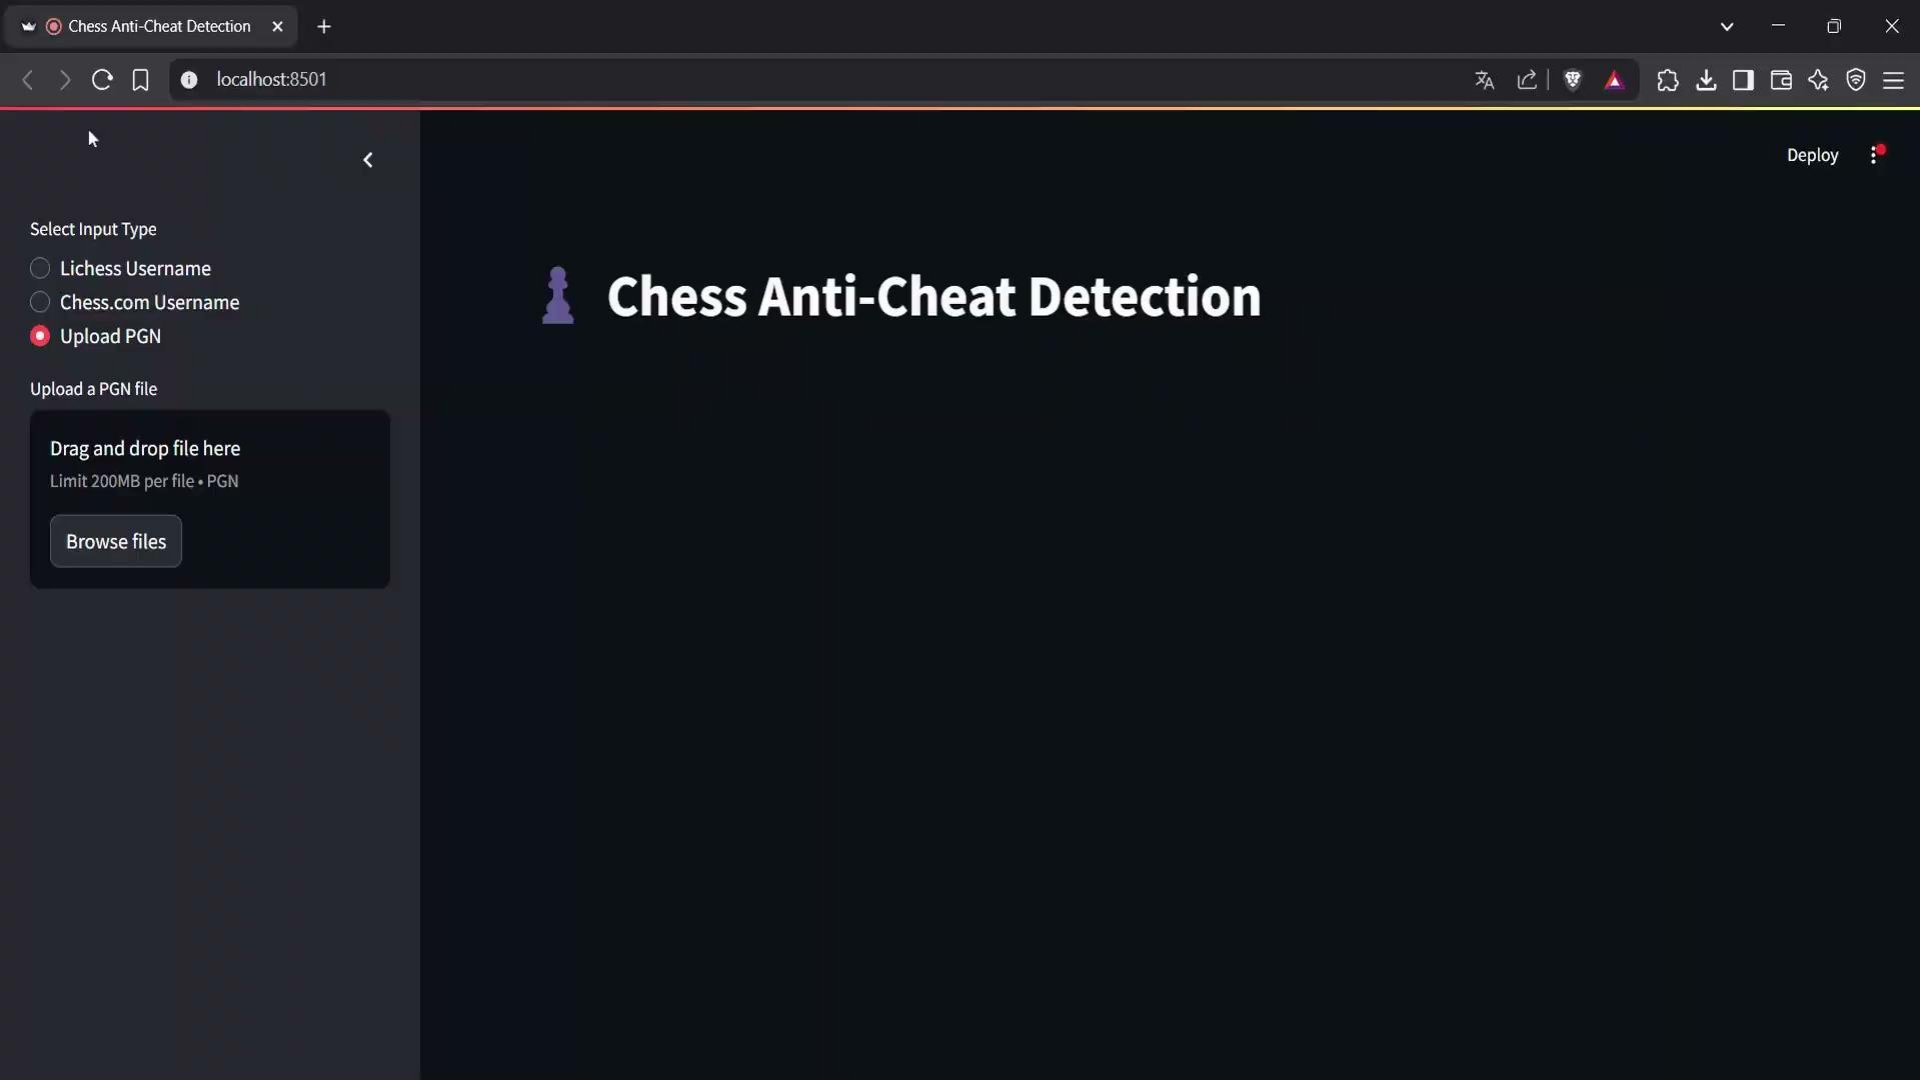 Chess Anti-Cheat Detection
localhost:8501
Deploy
Select Input Type
Lichess Username
Chess.com Username
Upload PGN
Upload a PGN file
Drag and drop file here
Limit 200MB per file • PGN
Browse files
Chess Anti-Cheat Detection